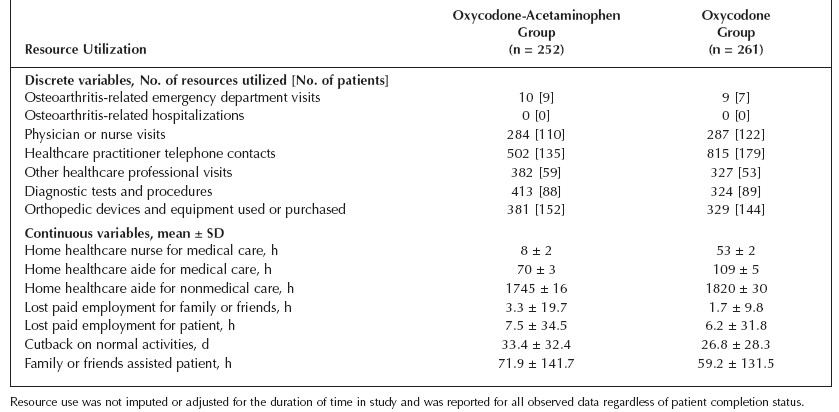 Oxycodone-Acetaminophen Oxycodone
Group Group
Resource Utilization (n = 252) (n = 261)
Discrete variables, No. of resources utilized [No. of patients]
Osteoarthritis-related emergency department visits 10 [9] 9 [7]
Osteoarthritis-related hospitalizations 0 [0] 0 [0]
Physician or nurse visits 284 [110] 287 [122]
Healthcare practitioner telephone contacts 502 [135] 815 [179]
Other healthcare professional visits 382 [59] 327 [53]
Diagnostic tests and procedures 413 [88] 324 [89]
Orthopedic devices and equipment used or purchased 381 [152] 329 [144]
Continuous variables, mean ± SD
Home healthcare nurse for medical care, h 8 ± 2 53 ± 2
Home healthcare aide for medical care, h 70 ± 3 109 ± 5
Home healthcare aide for nonmedical care, h 1745 ± 16 1820 ± 30
Lost paid employment for family or friends, h 3.3 ± 19.7 1.7 ± 9.8
Lost paid employment for patient, h 7.5 ± 34.5 6.2 ± 31.8
Cutback on normal activities, d 33.4 ± 32.4 26.8 ± 28.3
Family or friends assisted patient, h 71.9 ± 141.7 59.2 ± 131.5
Resource use was not imputed or adjusted for the duration of time in study and was reported for all observed data regardless of patient completion status.